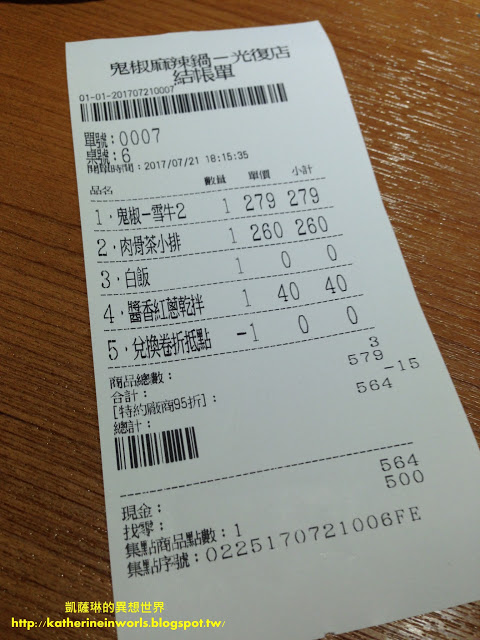 鬼椒麻辣鍋－光復店
結帳單
01-01-201707210007
單號：0007
桌號：6
開單時間：2017/07/21 18:15:35
品名 數量 單價 小計
1，鬼椒－雪牛2 1 279 279
2，肉骨茶小排 1 260 260
3，白飯 1 0 0
4，醬香紅蔥乾拌 1 40 40
5，兌換卷折抵點 -1 0 0
商品總數： 3
合計： 579
[特約廠商95折]： -15
總計： 564
現金： 564
找零： 500
集點商品點數：1
集點序號：0225170721006FE
凱薩琳的異想世界
http://katherineinworls.blogspot.tw/